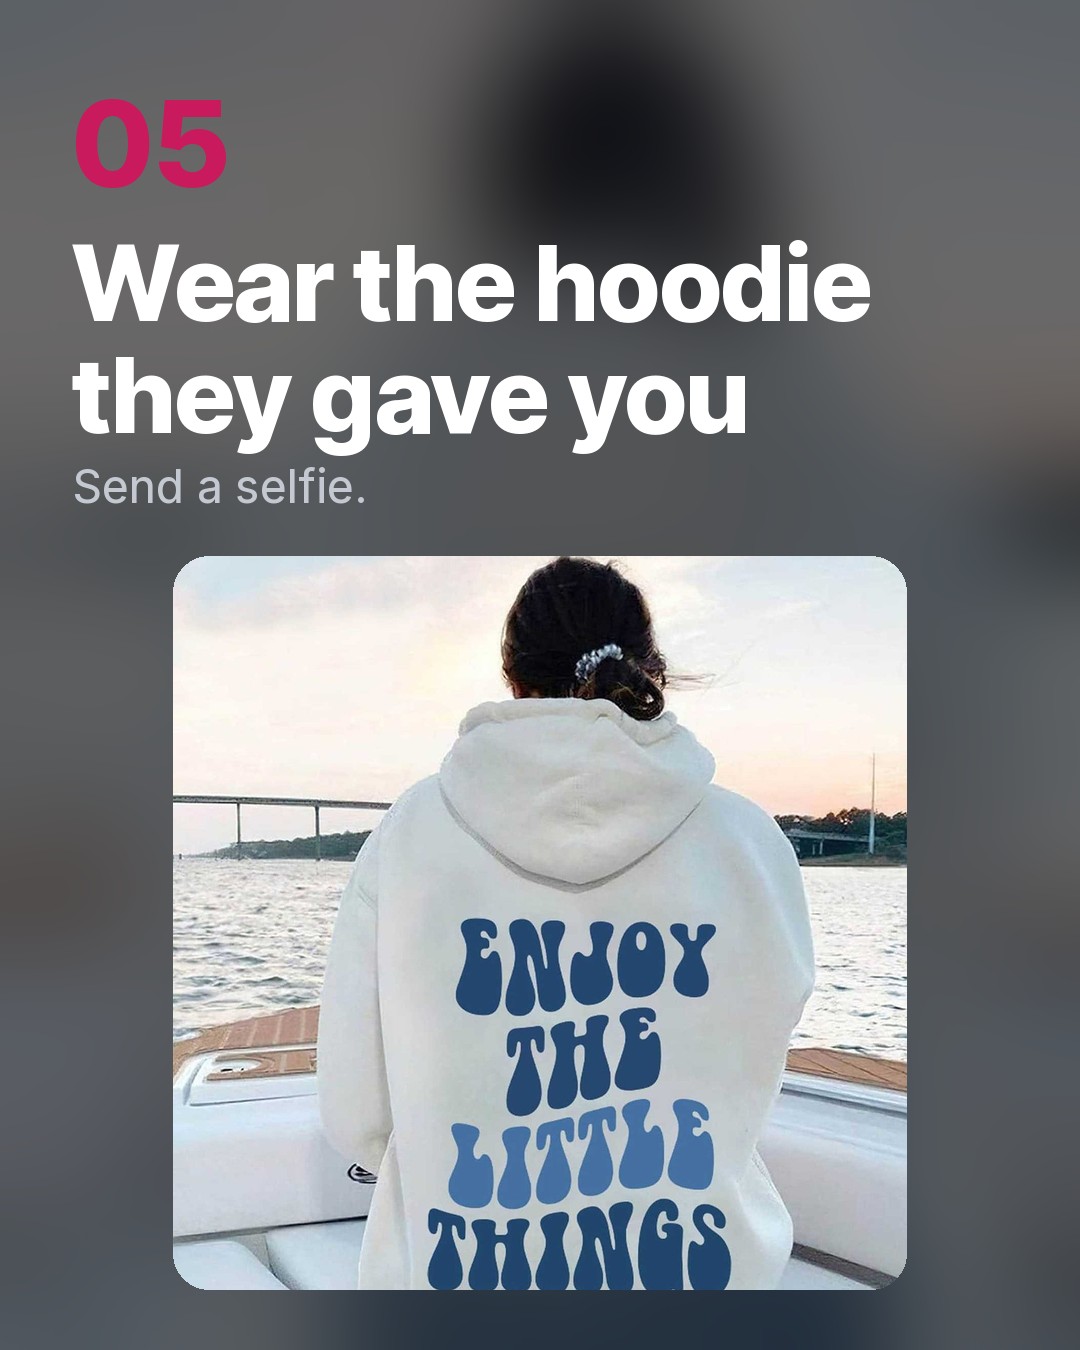 05
Wear the hoodie
they gave you
Send a selfie.
ENJOY
THE
LITTLE
THINGS